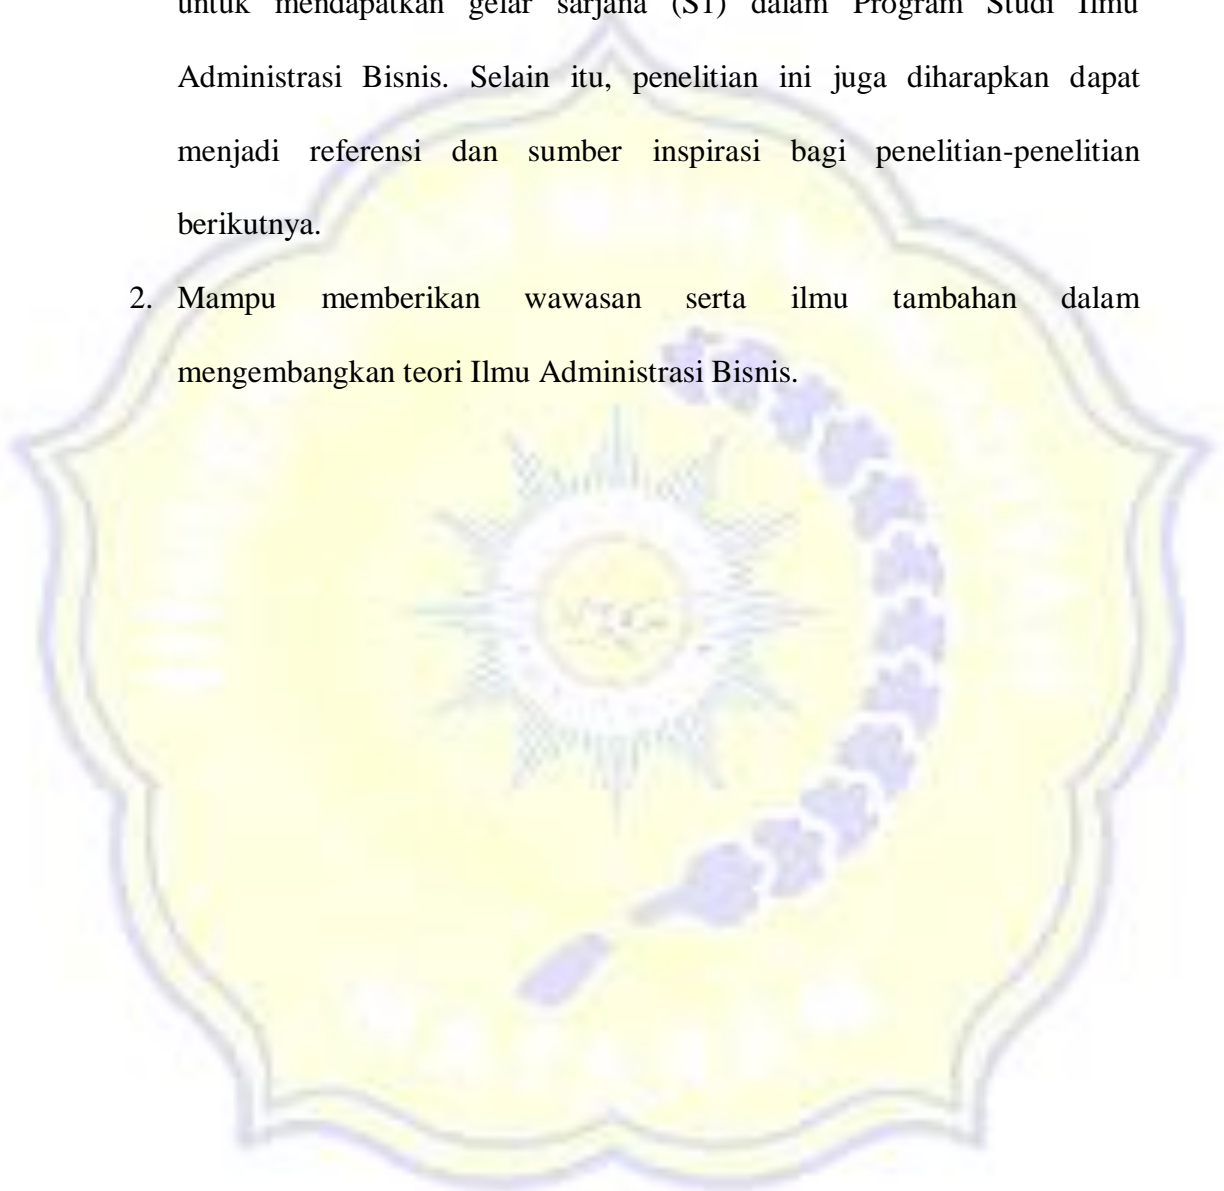 untuk mendapatkan gelar sarjana (S1) dalam Program Studi Ilmu
Administrasi Bisnis. Selain itu, penelitian ini juga diharapkan dapat
menjadi referensi dan sumber inspirasi bagi penelitian-penelitian
berikutnya.
2. Mampu memberikan wawasan serta ilmu tambahan dalam
mengembangkan teori Ilmu Administrasi Bisnis.